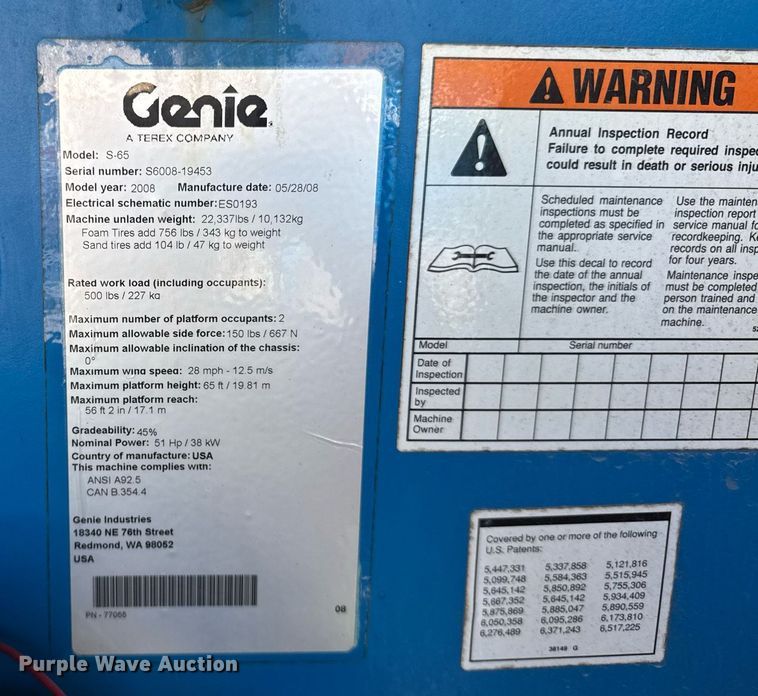 Genie
A TEREX COMPANY
Model: S-65
Serial number: S6008-19453
Model year: 2008 Manufacture date: 05/28/08
Electrical schematic number: ES0193
Machine unladen weight: 22,337lbs / 10,132kg
Foam Tires add 756 lbs / 343 kg to weight
Sand tires add 104 lb / 47 kg to weight
Rated work load (including occupants):
500 lbs / 227 kg
Maximum number of platform occupants: 2
Maximum allowable side force: 150 lbs / 667 N
Maximum allowable inclination of the chassis:
0°
Maximum wind speed: 28 mph - 12.5 m/s
Maximum platform height: 65 ft / 19.81 m
Maximum platform reach:
56 ft 2 in / 17.1 m
Gradeability: 45%
Nominal Power: 51 Hp / 38 kW
Country of manufacture: USA
This machine complies with:
ANSI A92.5
CAN B.354.4
Genie Industries
18340 NE 76th Street
Redmond, WA 98052
USA
PN - 77055
08
WARNING
Annual Inspection Record
Failure to complete required inspec
could result in death or serious inju
Scheduled maintenance
inspections must be
completed as specified in
the appropriate service
manual.
Use this decal to record
the date of the annual
inspection, the initials of
the inspector and the
machine owner.
Use the mainten
inspection report
service manual fo
recordkeeping. K
records on all insp
for four years.
Maintenance inspe
must be completed
person trained and
on the maintenance
machine.
52
Model Serial number
Date of
Inspection
Inspected
by
Machine
Owner
Covered by one or more of the following
U.S. Patents:
5,447,331 5,337,858 5,121,816
5,099,748 5,584,363 5,515,945
5,645,142 5,850,892 5,755,306
5,667,352 5,645,142 5,934,409
5,875,869 5,885,047 5,890,559
6,050,358 6,095,286 6,173,810
6,276,489 6,371,243 6,517,225
38149 G
Purple Wave Auction